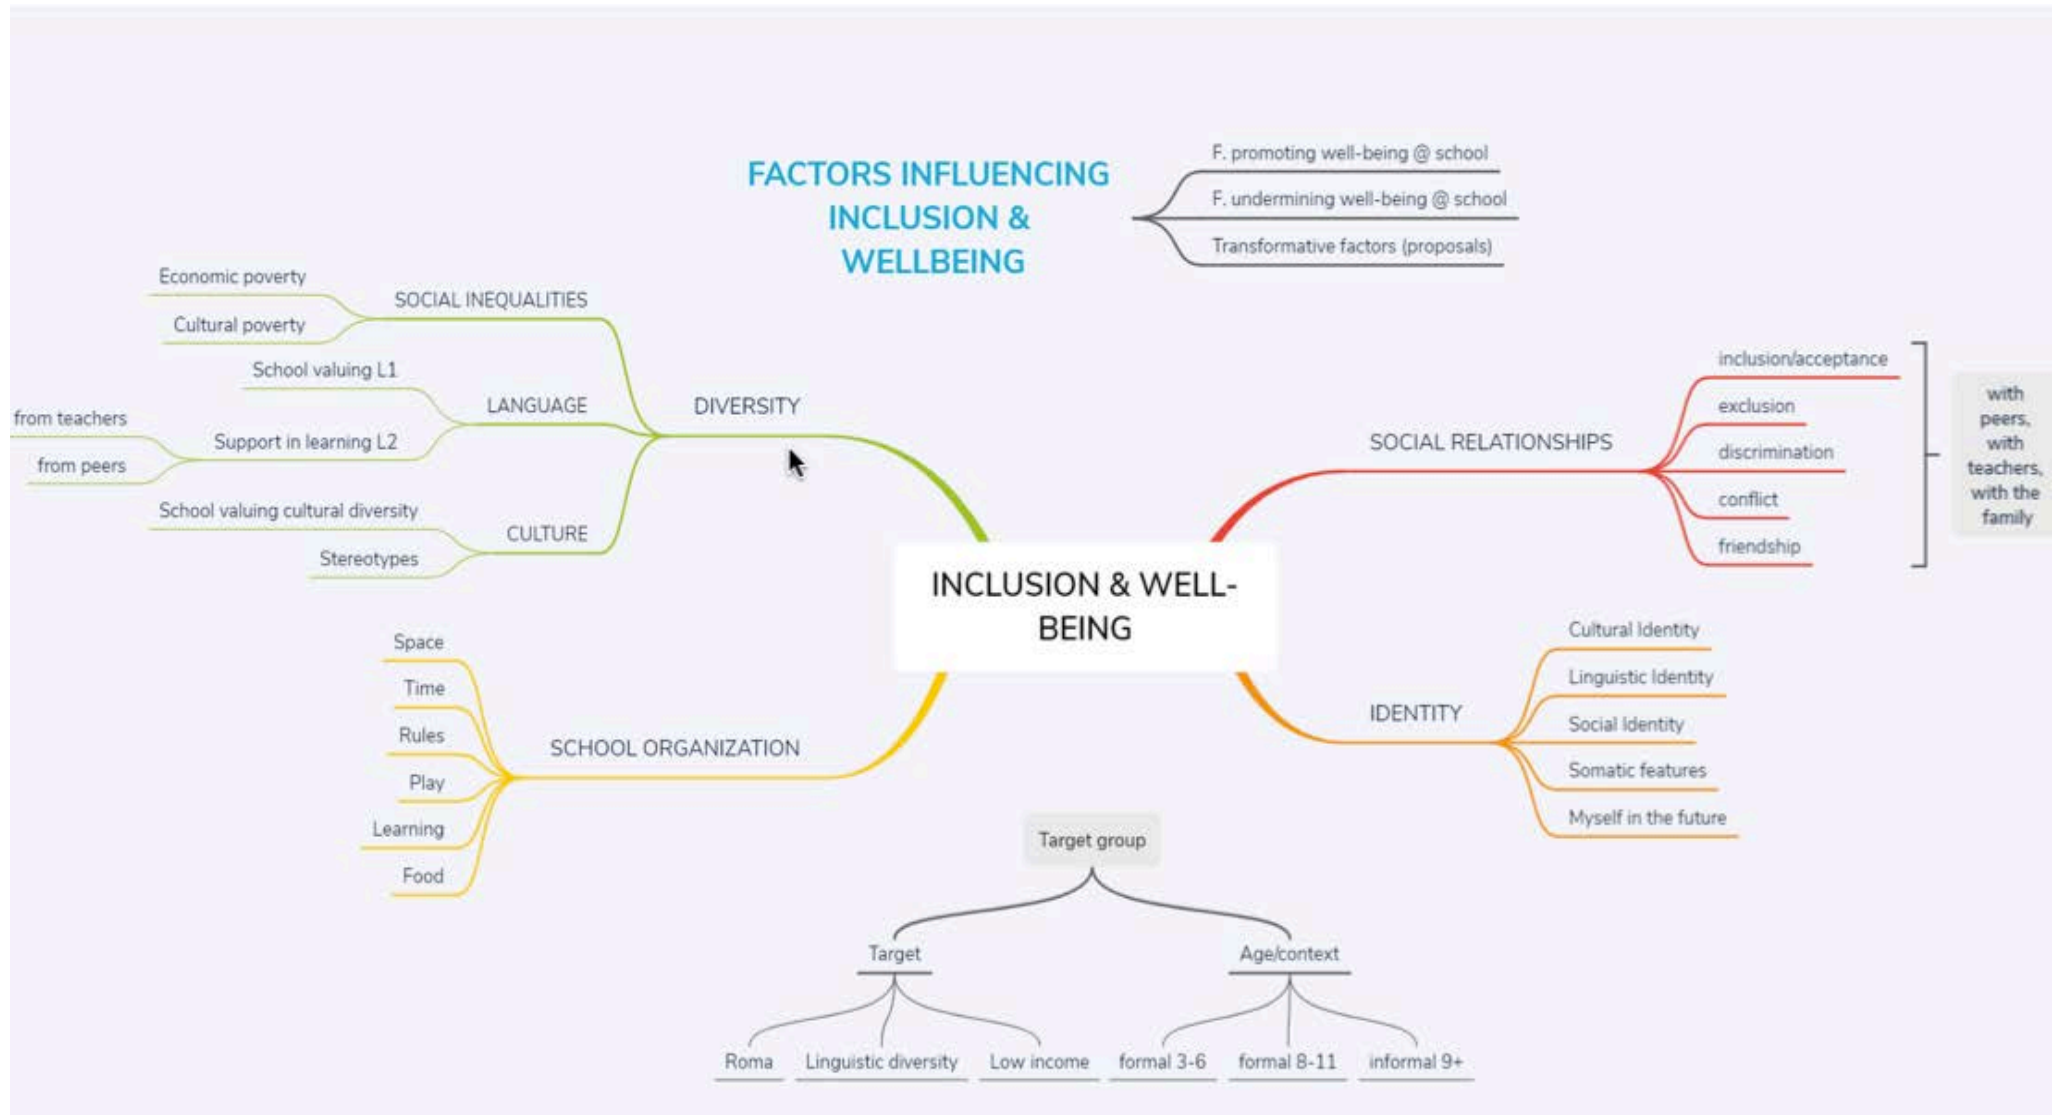 FACTORS INFLUENCING
INCLUSION &
WELLBEING
F. promoting well-being @ school
F. undermining well-being @ school
Transformative factors (proposals)
INCLUSION & WELL-
BEING
DIVERSITY
SOCIAL INEQUALITIES
Economic poverty
Cultural poverty
LANGUAGE
School valuing L1
Support in learning L2
from teachers
from peers
CULTURE
School valuing cultural diversity
Stereotypes
SCHOOL ORGANIZATION
Space
Time
Rules
Play
Learning
Food
SOCIAL RELATIONSHIPS
inclusion/acceptance
exclusion
discrimination
conflict
friendship
with
peers,
with
teachers,
with the
family
IDENTITY
Cultural Identity
Linguistic Identity
Social Identity
Somatic features
Myself in the future
Target group
Target
Age/context
Roma
Linguistic diversity
Low income
formal 3-6
formal 8-11
informal 9+